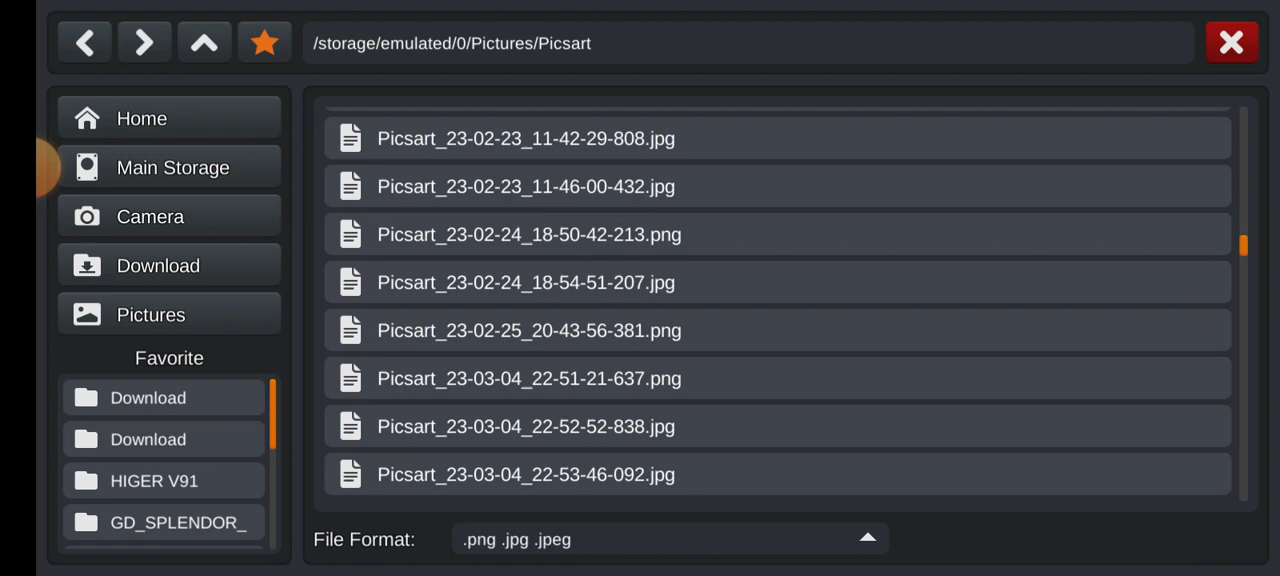 /storage/emulated/0/Pictures/Picsart
Home
Main Storage
Camera
Download
Pictures
Favorite
Download
Download
HIGER V91
GD_SPLENDOR_
Picsart_23-02-23_11-42-29-808.jpg
Picsart_23-02-23_11-46-00-432.jpg
Picsart_23-02-24_18-50-42-213.png
Picsart_23-02-24_18-54-51-207.jpg
Picsart_23-02-25_20-43-56-381.png
Picsart_23-03-04_22-51-21-637.png
Picsart_23-03-04_22-52-52-838.jpg
Picsart_23-03-04_22-53-46-092.jpg
File Format: .png .jpg .jpeg